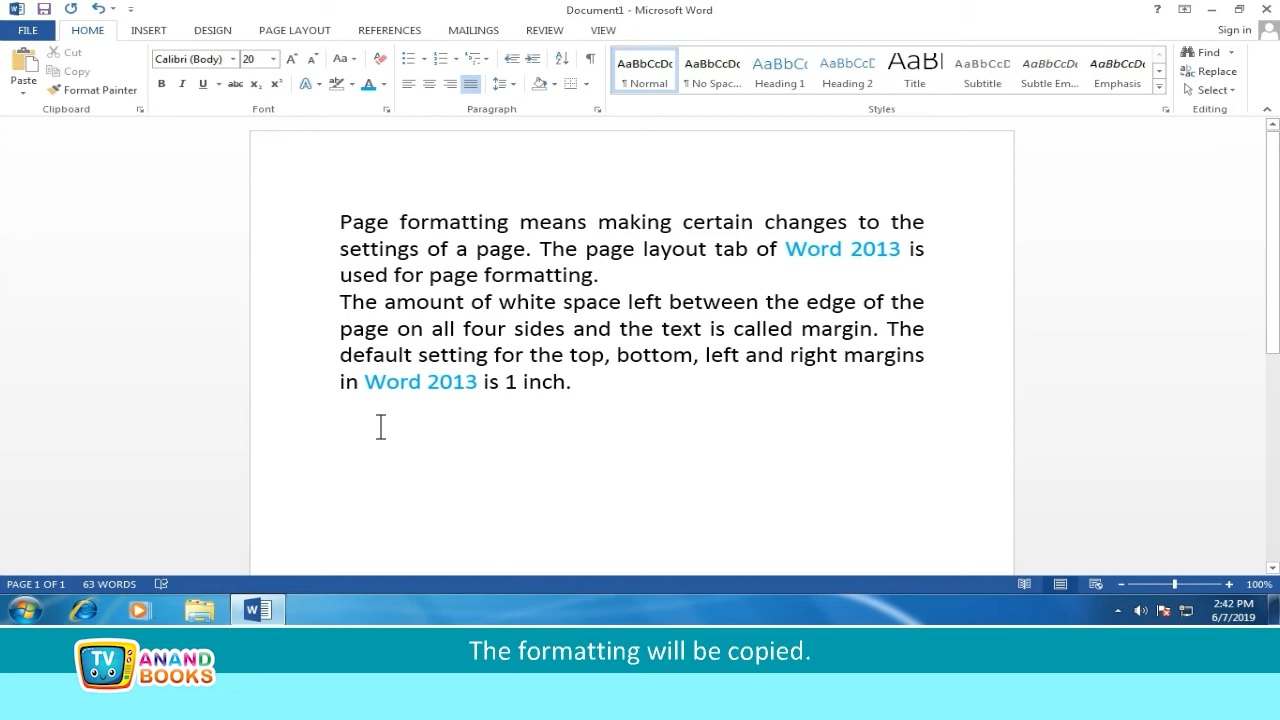 Document1 - Microsoft Word
?
FILE HOME INSERT DESIGN PAGE LAYOUT REFERENCES MAILINGS REVIEW VIEW Sign in
Paste
Cut
Copy
Format Painter
Clipboard
Calibri (Body) 20
Aa
B I U abc x₂ x² A A
Font
Paragraph
AaBbCcDc AaBbCcDc AaBbCc AaBbCcD AaBl AaBbCcD AaBbCcDc AaBbCcDc
¶ Normal ¶ No Spac... Heading 1 Heading 2 Title Subtitle Subtle Em... Emphasis
Styles
Find
Replace
Select
Editing
Page formatting means making certain changes to the
settings of a page. The page layout tab of Word 2013 is
used for page formatting.
The amount of white space left between the edge of the
page on all four sides and the text is called margin. The
default setting for the top, bottom, left and right margins
in Word 2013 is 1 inch.
PAGE 1 OF 1 63 WORDS 100%
2:42 PM
6/7/2019
The formatting will be copied.
TV ANAND
BOOKS